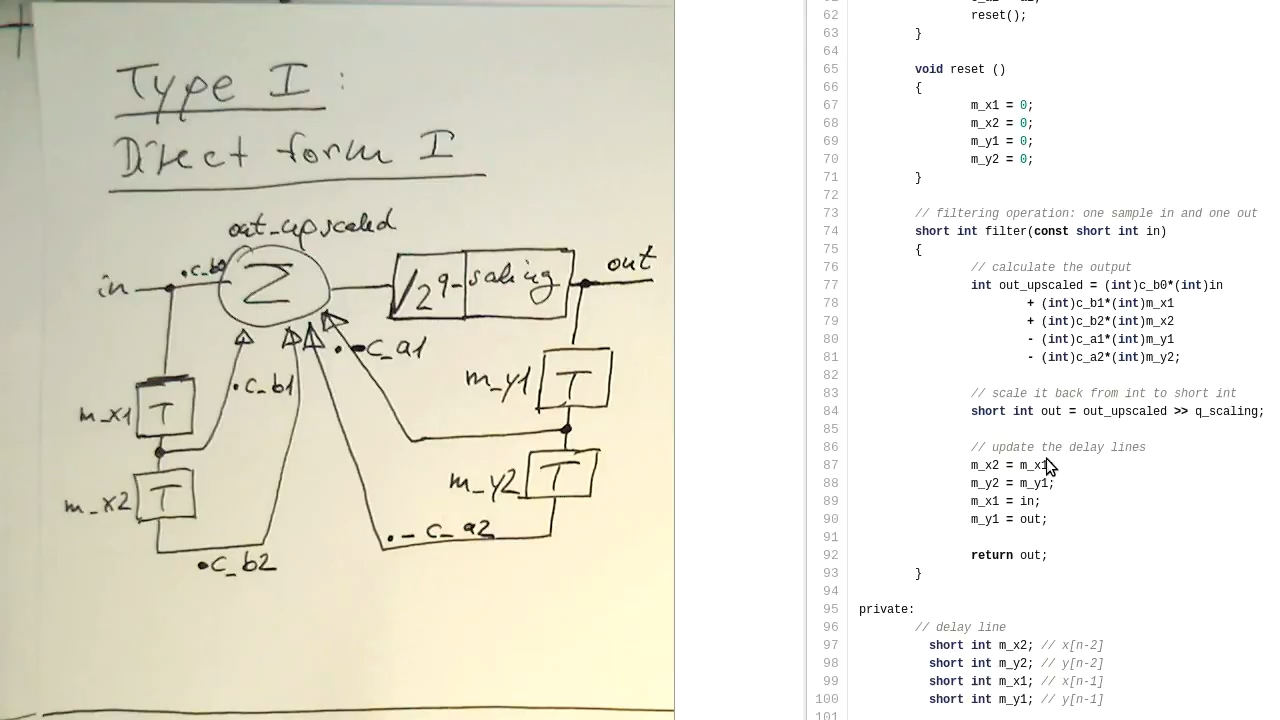 Type I :
Direct form I
out_upscaled
in
.c_b0
Σ
/2^q-scaling
out
.-c_a1
.c_b1
m_y1
T
m_x1
T
m_x2
T
m_y2
T
.-c_a2
.c_b2
62 reset();
63 }
64
65 void reset ()
66 {
67 m_x1 = 0;
68 m_x2 = 0;
69 m_y1 = 0;
70 m_y2 = 0;
71 }
72
73 // filtering operation: one sample in and one out
74 short int filter(const short int in)
75 {
76 // calculate the output
77 int out_upscaled = (int)c_b0*(int)in
78 + (int)c_b1*(int)m_x1
79 + (int)c_b2*(int)m_x2
80 - (int)c_a1*(int)m_y1
81 - (int)c_a2*(int)m_y2;
82
83 // scale it back from int to short int
84 short int out = out_upscaled >> q_scaling;
85
86 // update the delay lines
87 m_x2 = m_x1
88 m_y2 = m_y1;
89 m_x1 = in;
90 m_y1 = out;
91
92 return out;
93 }
94
95 private:
96 // delay line
97 short int m_x2; // x[n-2]
98 short int m_y2; // y[n-2]
99 short int m_x1; // x[n-1]
100 short int m_y1; // y[n-1]
101